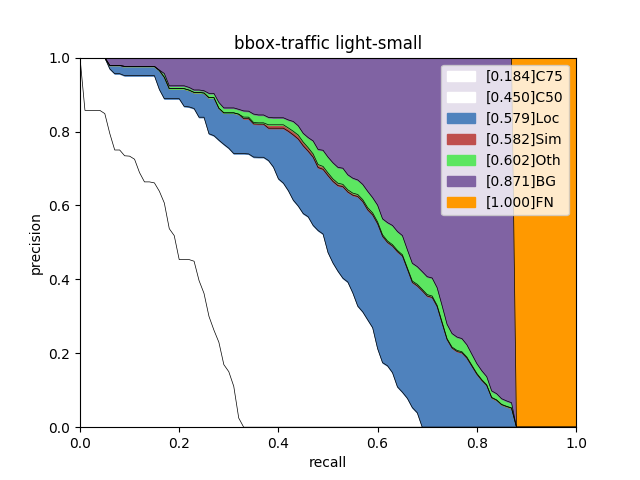 bbox-traffic light-small
1.0
0.8
0.6
0.4
0.2
0.0
precision
[0.184]C75
[0.450]C50
[0.579]Loc
[0.582]Sim
[0.602]Oth
[0.871]BG
[1.000]FN
0.0 0.2 0.4 0.6 0.8 1.0
recall